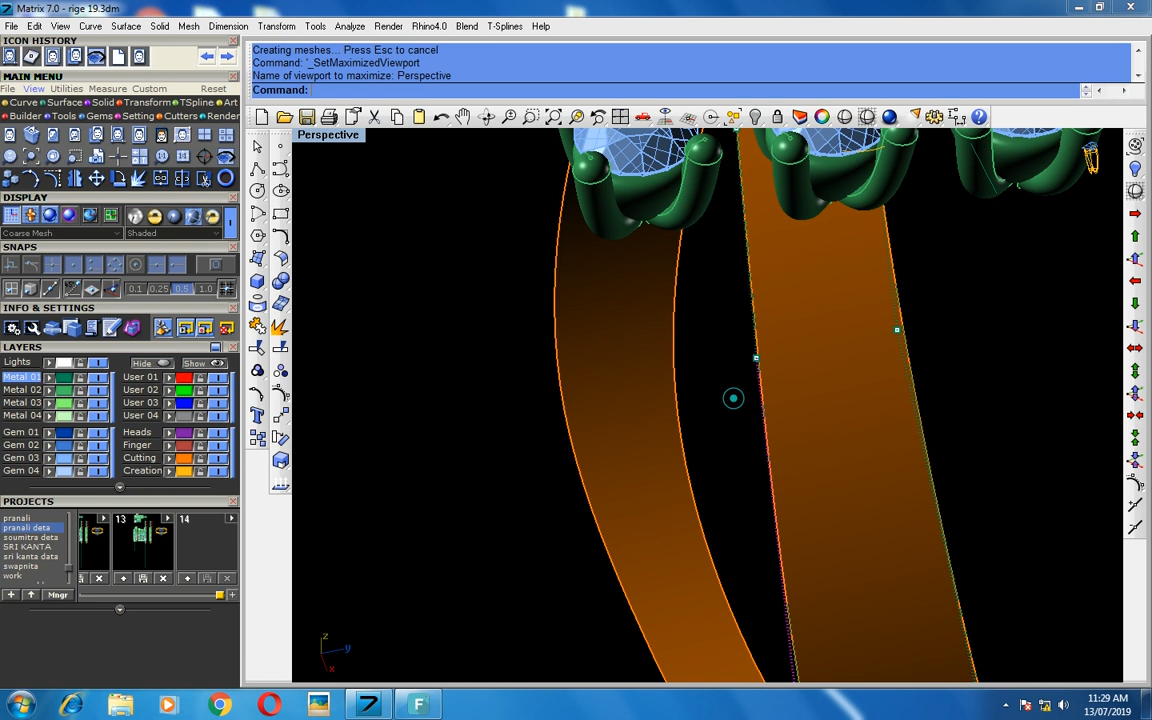 Matrix 7.0 - rige 19.3dm
File Edit View Curve Surface Solid Mesh Dimension Transform Tools Analyze Render Rhino4.0 Blend T-Splines Help
ICON HISTORY
Creating meshes... Press Esc to cancel
Command: '_SetMaximizedViewport
Name of viewport to maximize: Perspective
Command:
MAIN MENU
File View Utilities Measure Custom Reset
Curve Surface Solid Transform TSpline Art
Builder Tools Gems Setting Cutters Render
Perspective
DISPLAY
Coarse Mesh Shaded
SNAPS
0.1 0.25 0.5 1.0
INFO & SETTINGS
LAYERS
Lights Hide Show
Metal 01 User 01
Metal 02 User 02
Metal 03 User 03
Metal 04 User 04
Gem 01 Heads
Gem 02 Finger
Gem 03 Cutting
Gem 04 Creation
PROJECTS
pranali
pranali deta
soumitra deta
SRI KANTA
sri kanta data
swapnita
work
13 14
Mngr
z
y
x
11:29 AM
13/07/2019